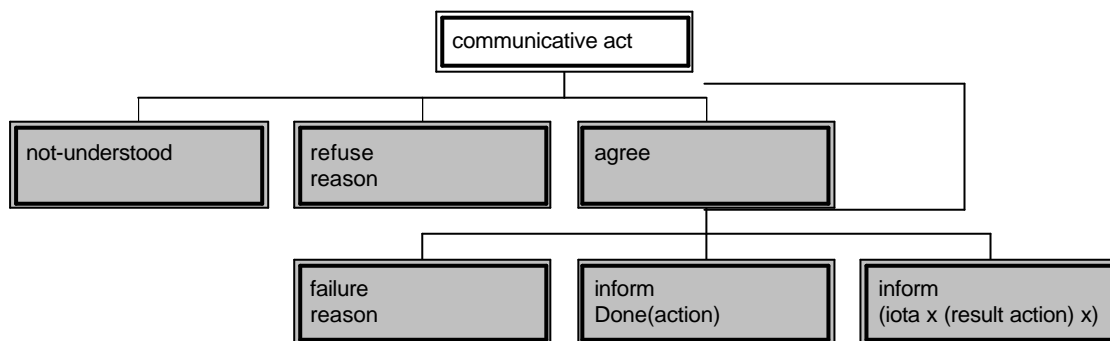 communicative act
not-understood
refuse
reason
agree
failure
reason
inform
Done(action)
inform
(iota x (result action) x)